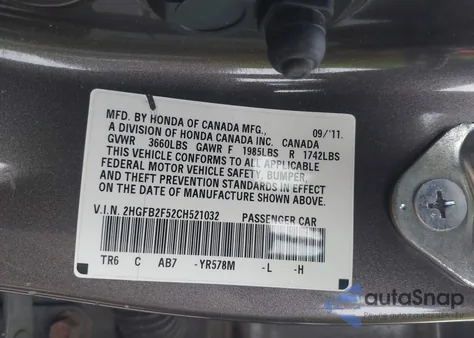 MFD. BY HONDA OF CANADA MFG., 09/'11
A DIVISION OF HONDA CANADA INC. CANADA
GVWR 3660LBS GAWR F 1985LBS R 1742LBS
THIS VEHICLE CONFORMS TO ALL APPLICABLE
FEDERAL MOTOR VEHICLE SAFETY, BUMPER,
AND THEFT PREVENTION STANDARDS IN EFFECT
ON THE DATE OF MANUFACTURE SHOWN ABOVE.
V.I.N. 2HGFB2F52CH521032 PASSENGER CAR
TR6 C AB7 -YR578M -L -H
autoSnap
Pewne auto z